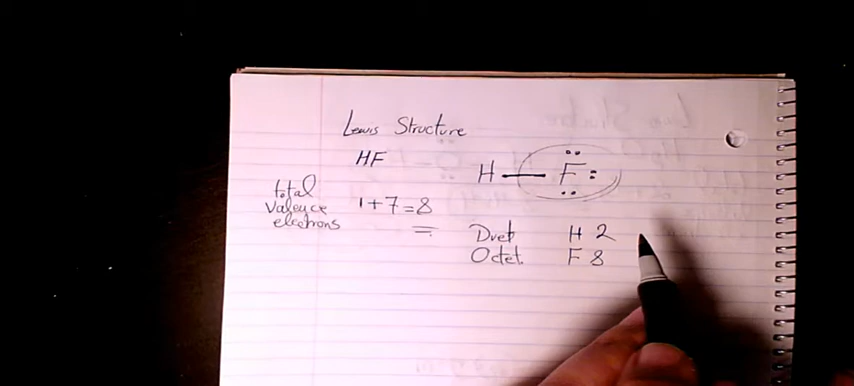 Lewis Structure
HF
H — F
total
valence
electrons
1 + 7 = 8
Duet H 2
Octet. F 8